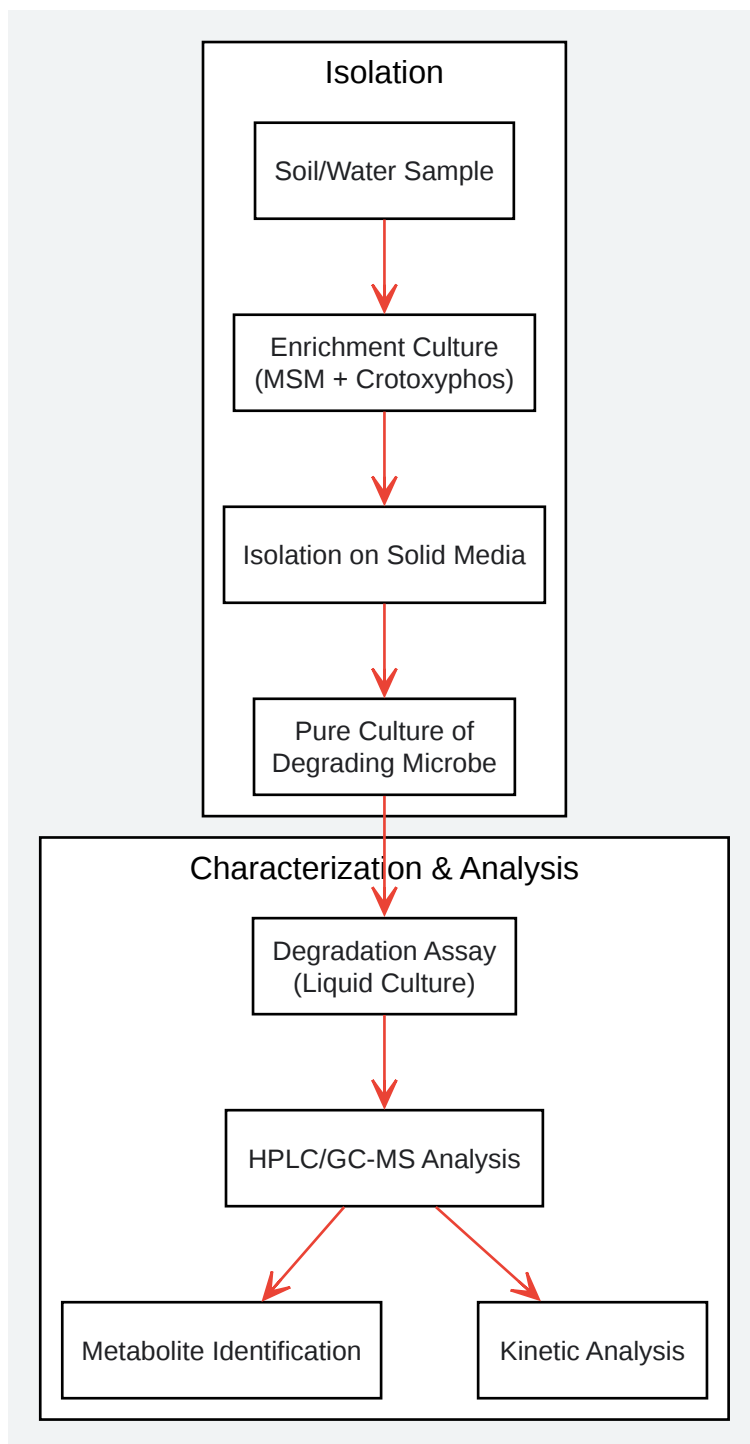 Isolation
Soil/Water Sample
Enrichment Culture
(MSM + Crotoxyphos)
Isolation on Solid Media
Pure Culture of
Degrading Microbe
Characterization & Analysis
Degradation Assay
(Liquid Culture)
HPLC/GC-MS Analysis
Metabolite Identification
Kinetic Analysis